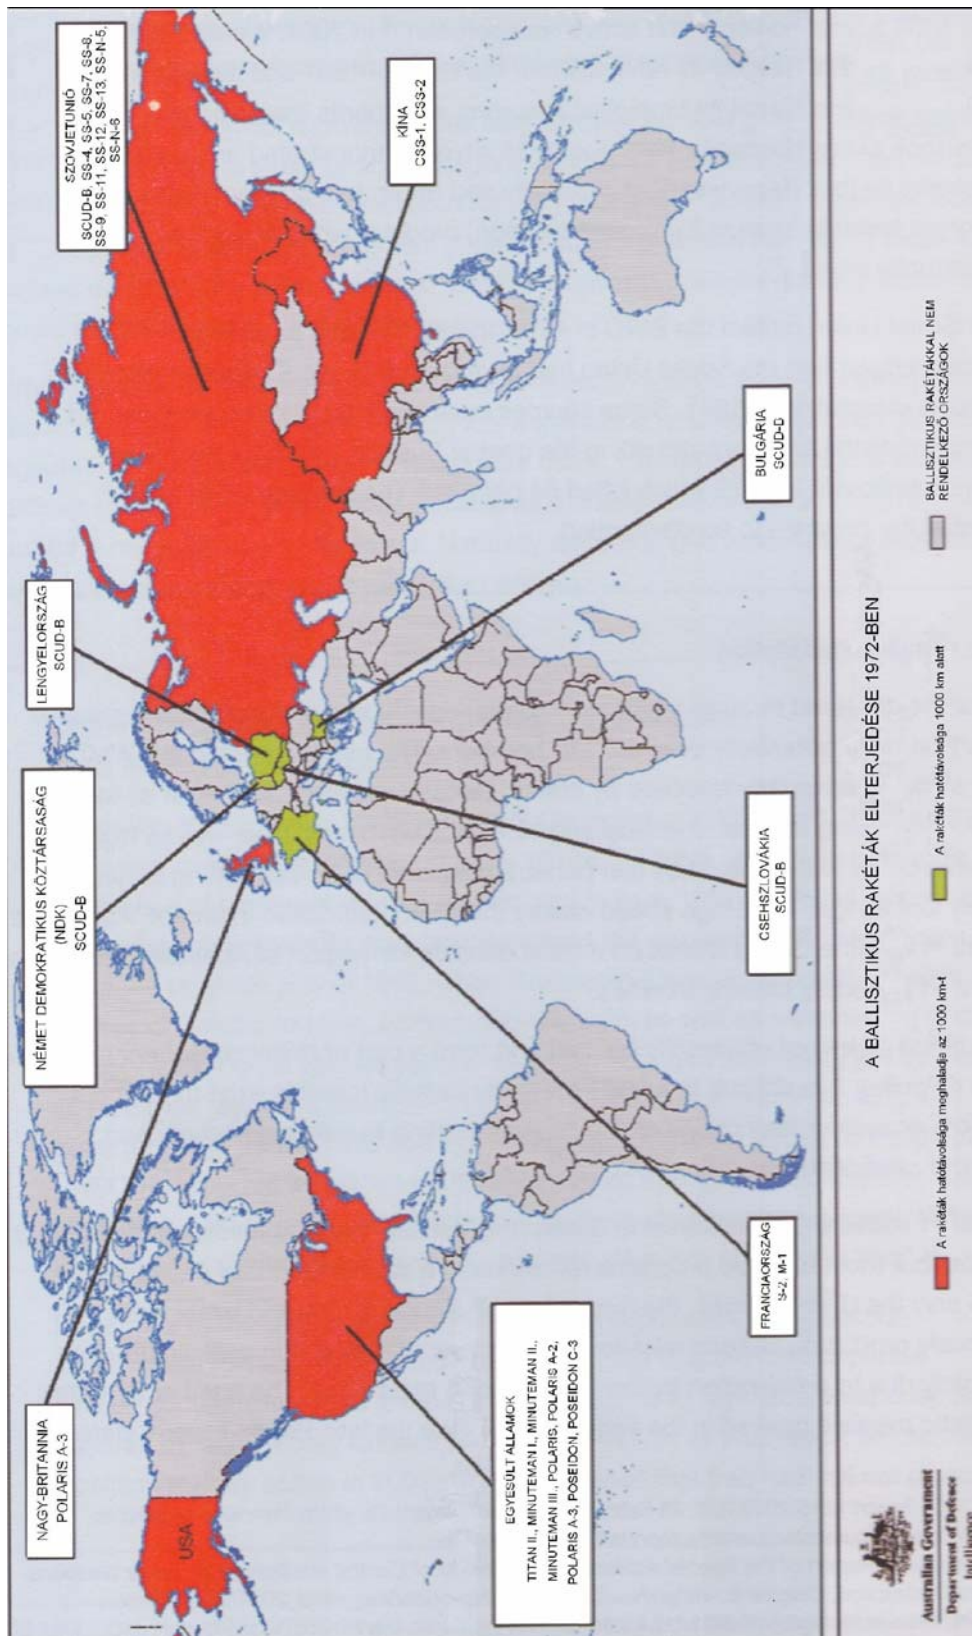 NAGY-BRITANNIA
POLARIS A-3
NÉMET DEMOKRATIKUS KÖZTÁRSASÁG
(NDK)
SCUD-B
LENGYELORSZÁG
SCUD-B
SZOVJETUNIÓ
SCUD-B, SS-4, SS-5, SS-7, SS-8,
SS-9, SS-11, SS-12, SS-13, SS-N-5,
SS-N-6
KÍNA
CSS-1, CSS-2
USA
EGYESÜLT ÁLLAMOK
TITAN II., MINUTEMAN I., MINUTEMAN II.,
MINUTEMAN III., POLARIS, POLARIS A-2,
POLARIS A-3, POSEIDON, POSEIDON C-3
FRANCIAORSZÁG
S-2, M-1
CSEHSZLOVÁKIA
SCUD-B
BULGÁRIA
SCUD-B
A BALLISZTIKUS RAKÉTÁK ELTERJEDÉSE 1972-BEN
A rakéták hatótávolsága meghaladja az 1000 km-t
A rakéták hatótávolsága 1000 km alatt
BALLISZTIKUS RAKÉTÁKKAL NEM
RENDELKEZŐ ORSZÁGOK
Australian Government
Department of Defence